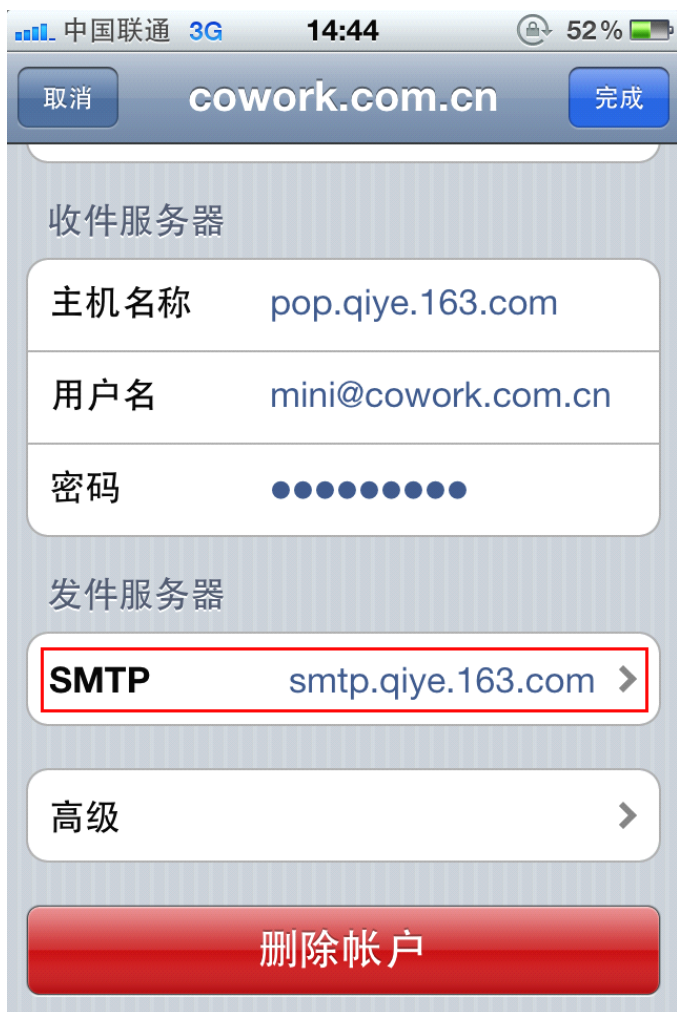 中国联通 3G 14:44 52%
取消 cowork.com.cn 完成
收件服务器
主机名称 pop.qiye.163.com
用户名 mini@cowork.com.cn
密码 ●●●●●●●●●
发件服务器
SMTP smtp.qiye.163.com
高级
删除帐户